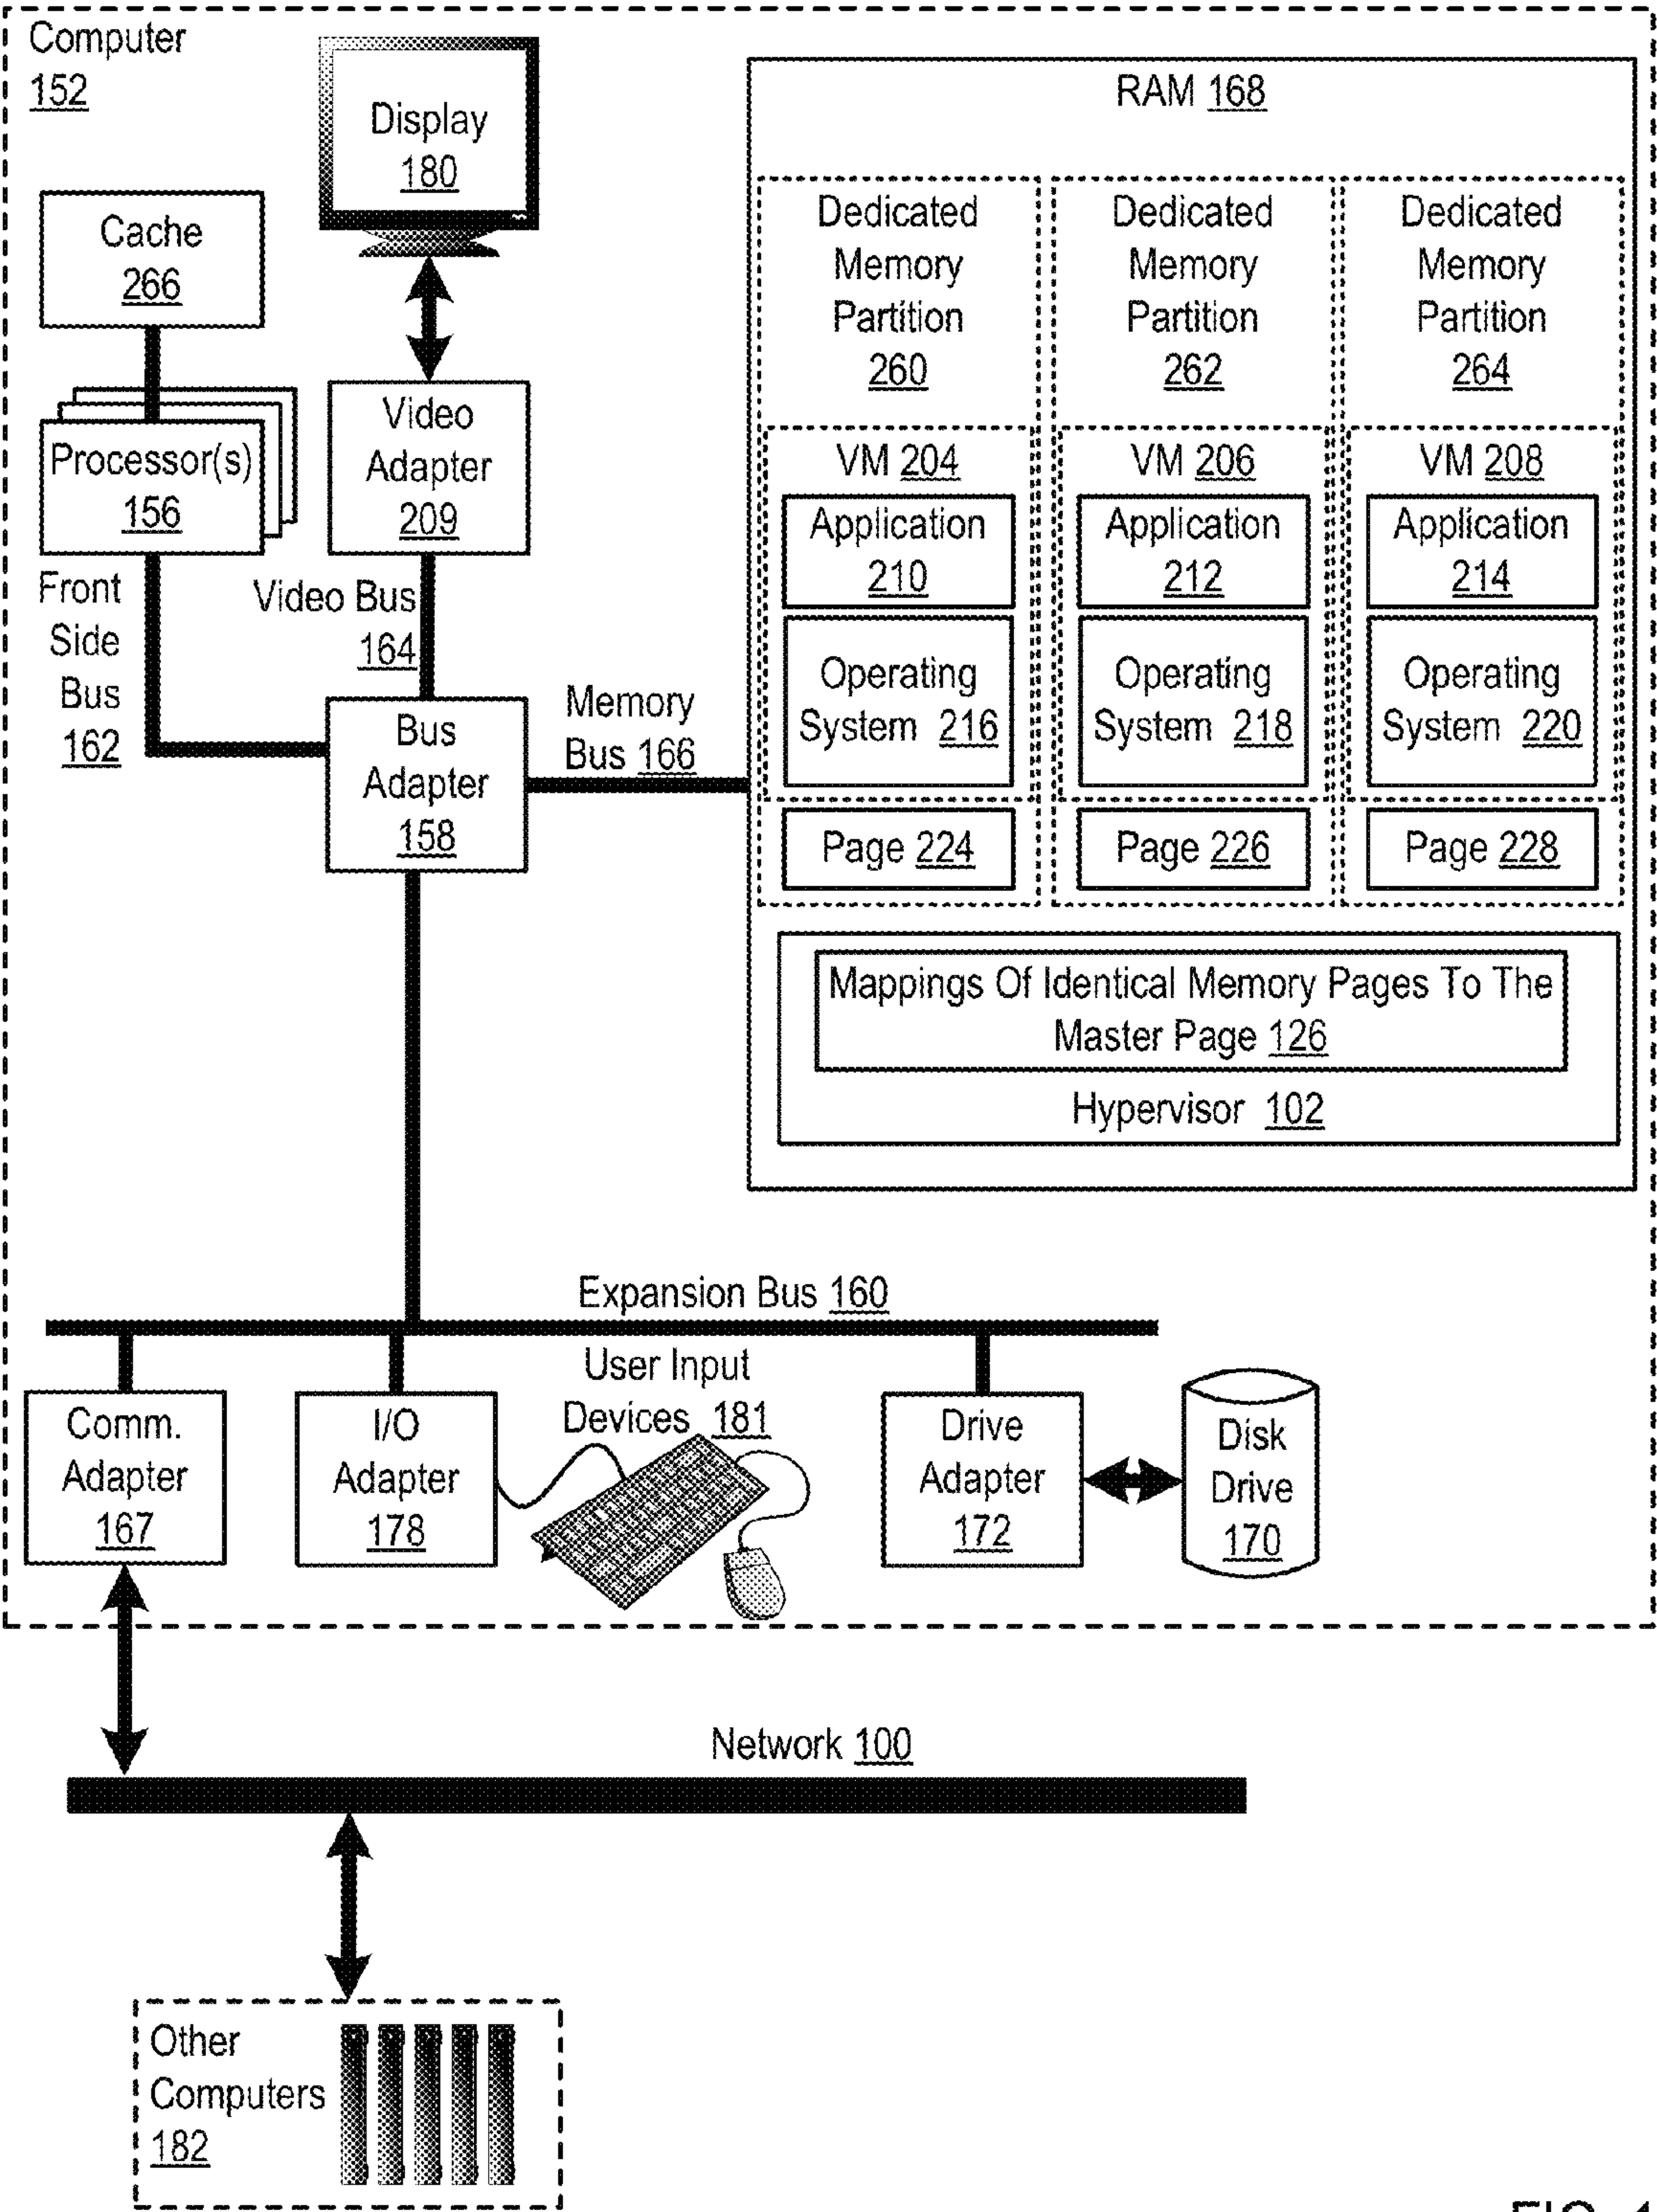 Computer
152
Display
180
Cache
266
Processor(s)
156
Video
Adapter
209
Front
Side
Bus
162
Video Bus
164
Bus
Adapter
158
Memory
Bus 166
RAM 168
Dedicated
Memory
Partition
260
VM 204
Application
210
Operating
System 216
Page 224
Dedicated
Memory
Partition
262
VM 206
Application
212
Operating
System 218
Page 226
Dedicated
Memory
Partition
264
VM 208
Application
214
Operating
System 220
Page 228
Mappings Of Identical Memory Pages To The
Master Page 126
Hypervisor 102
Expansion Bus 160
Comm.
Adapter
167
I/O
Adapter
178
User Input
Devices 181
Drive
Adapter
172
Disk
Drive
170
Network 100
Other
Computers
182
FIG. 1